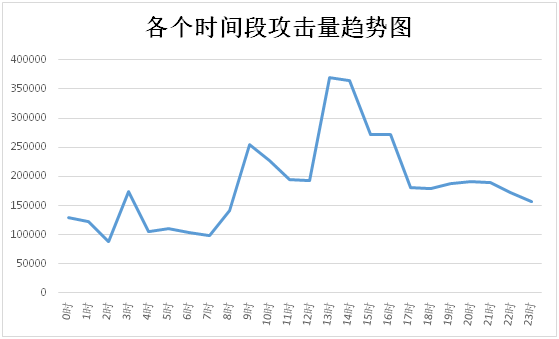 各个时间段攻击量趋势图
400000
350000
300000
250000
200000
150000
100000
50000
0
0时
1时
2时
3时
4时
5时
6时
7时
8时
9时
10时
11时
12时
13时
14时
15时
16时
17时
18时
19时
20时
21时
22时
23时